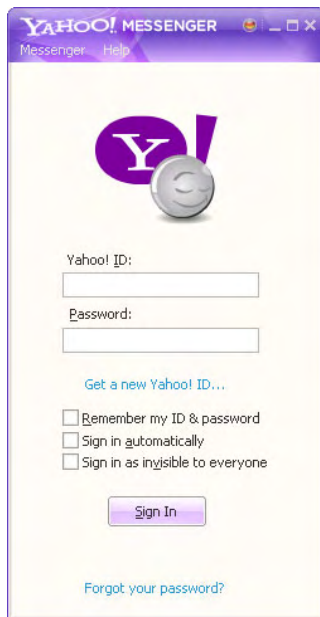 YAHOO! MESSENGER
Messenger Help
Y!
Yahoo! ID:
Password:
Get a new Yahoo! ID...
Remember my ID & password
Sign in automatically
Sign in as invisible to everyone
Sign In
Forgot your password?